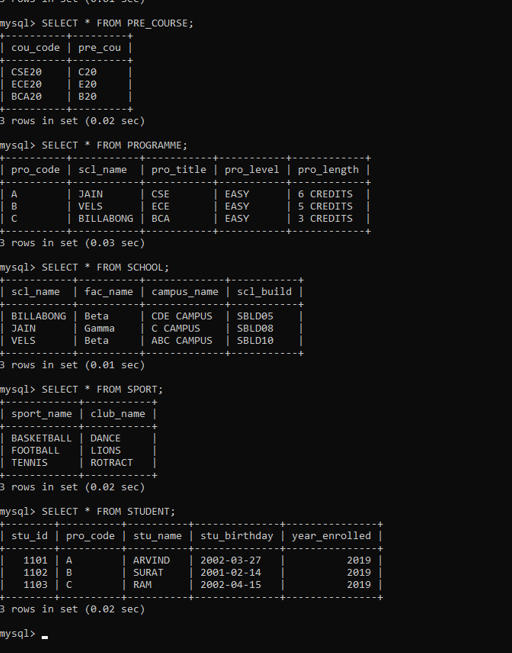 mysql> SELECT * FROM PRE_COURSE;
+----------+---------+
| cou_code | pre_cou |
+----------+---------+
| CSE20    | C20     |
| ECE20    | E20     |
| BCA20    | B20     |
+----------+---------+
3 rows in set (0.02 sec)
mysql> SELECT * FROM PROGRAMME;
+----------+-----------+-----------+-----------+------------+
| pro_code | scl_name  | pro_title | pro_level | pro_length |
+----------+-----------+-----------+-----------+------------+
| A        | JAIN      | CSE       | EASY      | 6 CREDITS  |
| B        | VELS      | ECE       | EASY      | 5 CREDITS  |
| C        | BILLABONG | BCA       | EASY      | 3 CREDITS  |
+----------+-----------+-----------+-----------+------------+
3 rows in set (0.03 sec)
mysql> SELECT * FROM SCHOOL;
+-----------+----------+-------------+-----------+
| scl_name  | fac_name | campus_name | scl_build |
+-----------+----------+-------------+-----------+
| BILLABONG | Beta     | CDE CAMPUS  | SBLD05    |
| JAIN      | Gamma    | C CAMPUS    | SBLD08    |
| VELS      | Beta     | ABC CAMPUS  | SBLD10    |
+-----------+----------+-------------+-----------+
3 rows in set (0.01 sec)
mysql> SELECT * FROM SPORT;
+------------+-----------+
| sport_name | club_name |
+------------+-----------+
| BASKETBALL | DANCE     |
| FOOTBALL   | LIONS     |
| TENNIS     | ROTRACT   |
+------------+-----------+
3 rows in set (0.02 sec)
mysql> SELECT * FROM STUDENT;
+--------+----------+----------+--------------+---------------+
| stu_id | pro_code | stu_name | stu_birthday | year_enrolled |
+--------+----------+----------+--------------+---------------+
|   1101 | A        | ARVIND   | 2002-03-27   |          2019 |
|   1102 | B        | SURAT    | 2001-02-14   |          2019 |
|   1103 | C        | RAM      | 2002-04-15   |          2019 |
+--------+----------+----------+--------------+---------------+
3 rows in set (0.02 sec)
mysql> _